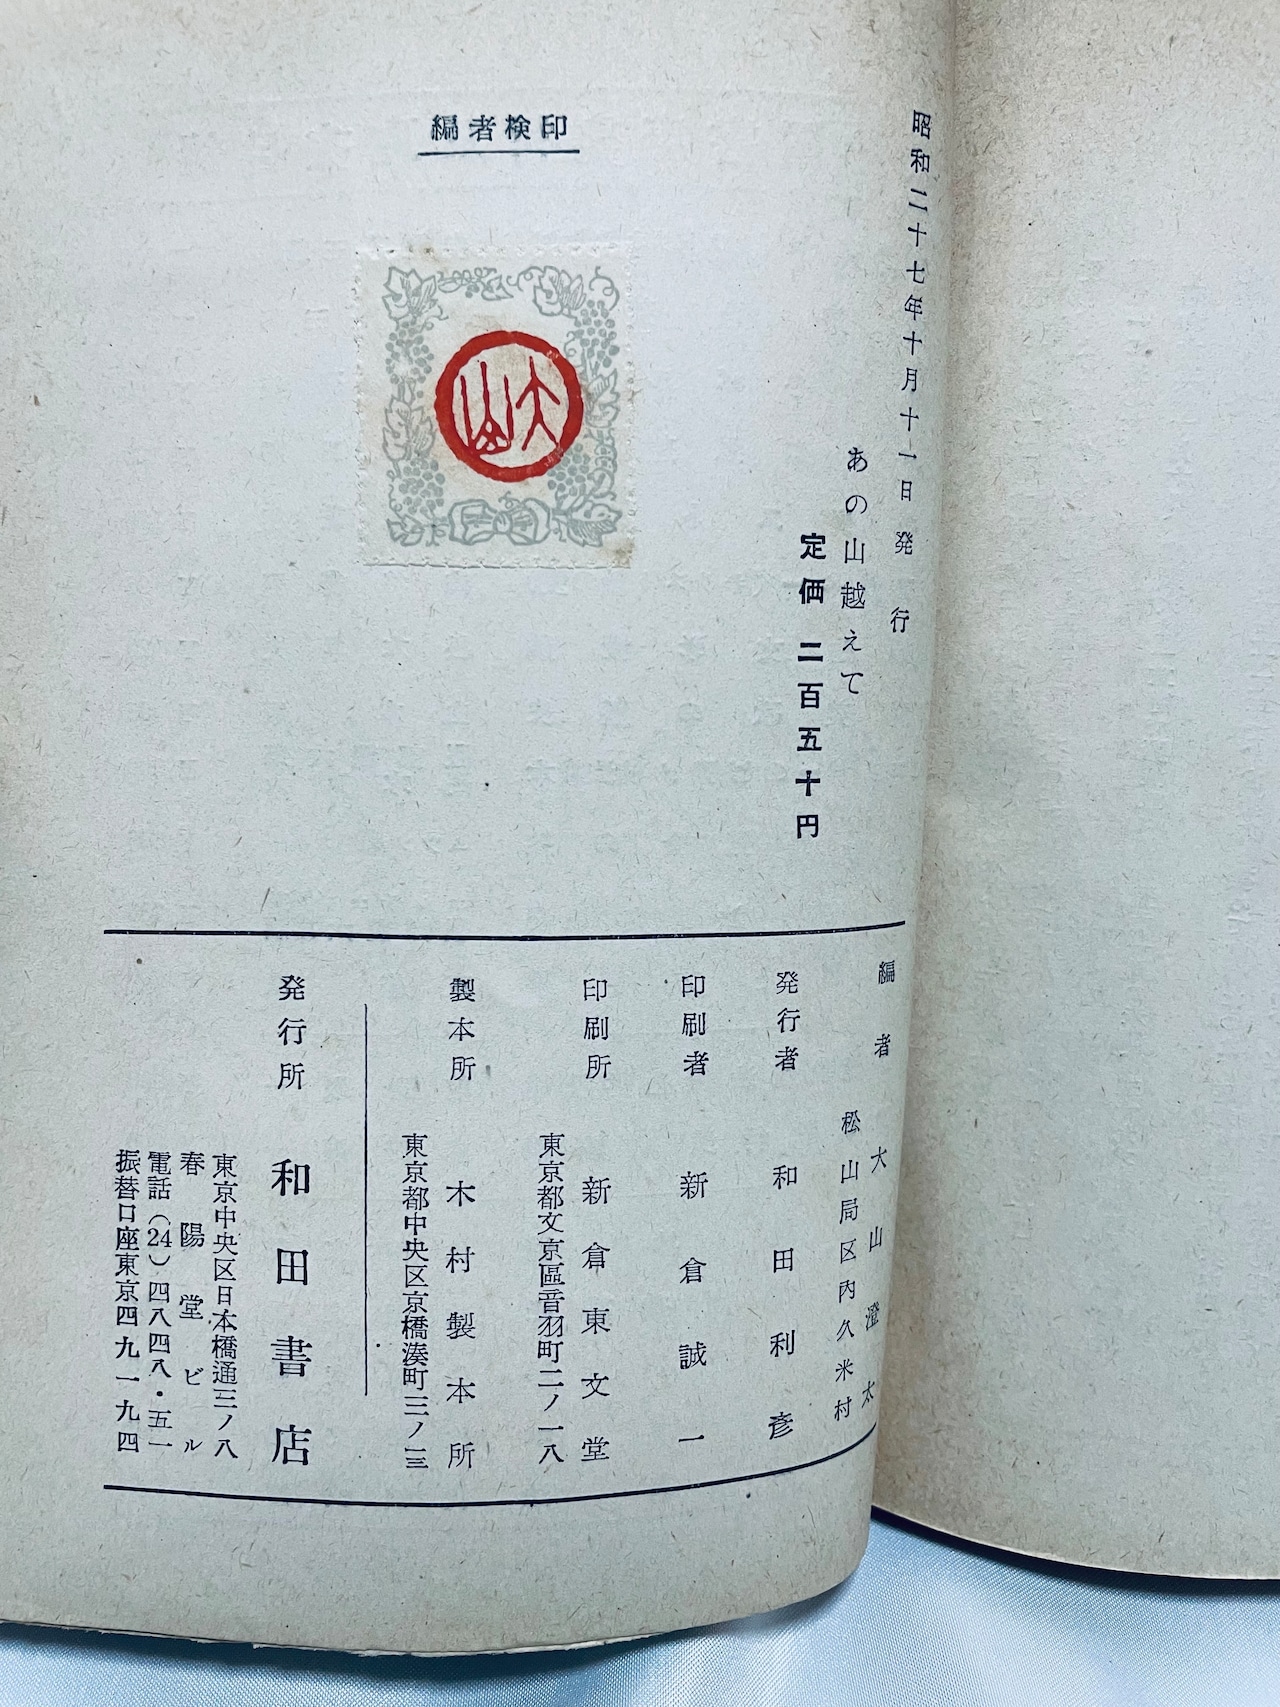 昭和二十七年十月十一日 発行
あの山越えて
定価 二百五十円
編者検印
大山
編者 大山澄太
松山局区内久米村
発行者 和田利彦
印刷者 新倉誠一
印刷所 新倉東文堂
東京都文京區音羽町二ノ一八
製本所 木村製本所
東京都中央区京橋湊町三ノ一三
発行所 和田書店
東京中央区日本橋通三ノ八
春陽堂ビル
電話(24)四八四八・五一
振替口座東京四九一九四